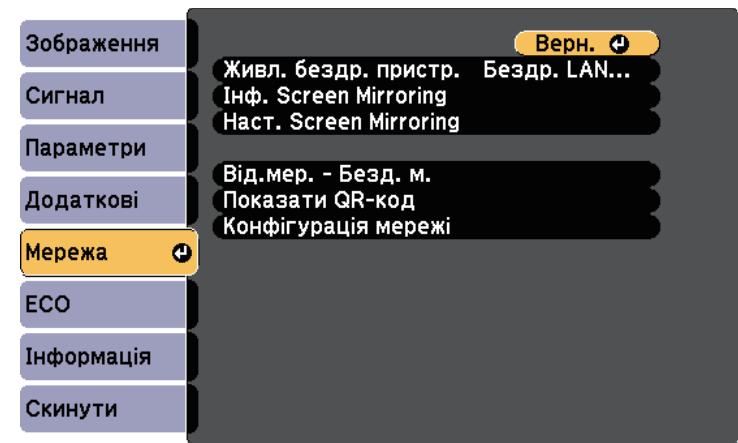 Зображення
Сигнал
Параметри
Додаткові
Мережа
ECO
Інформація
Скинути
Верн.
Живл. бездр. пристр. Бездр. LAN...
Інф. Screen Mirroring
Наст. Screen Mirroring
Від.мер. - Безд. м.
Показати QR-код
Конфігурація мережі